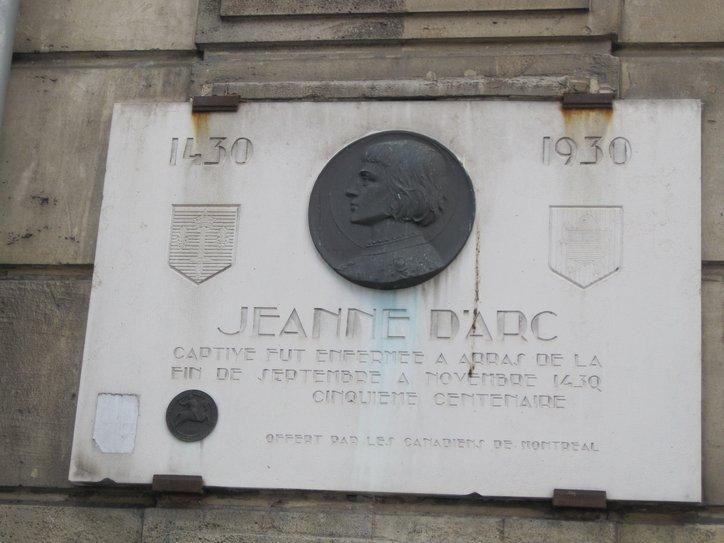 1430 1930
JEANNE D'ARC
CAPTIVE FUT ENFERMEE A ARRAS DE LA
FIN DE SEPTEMBRE A NOVEMBRE 1430
CINQUIEME CENTENAIRE
OFFERT PAR LES CANADIENS DE MONTREAL